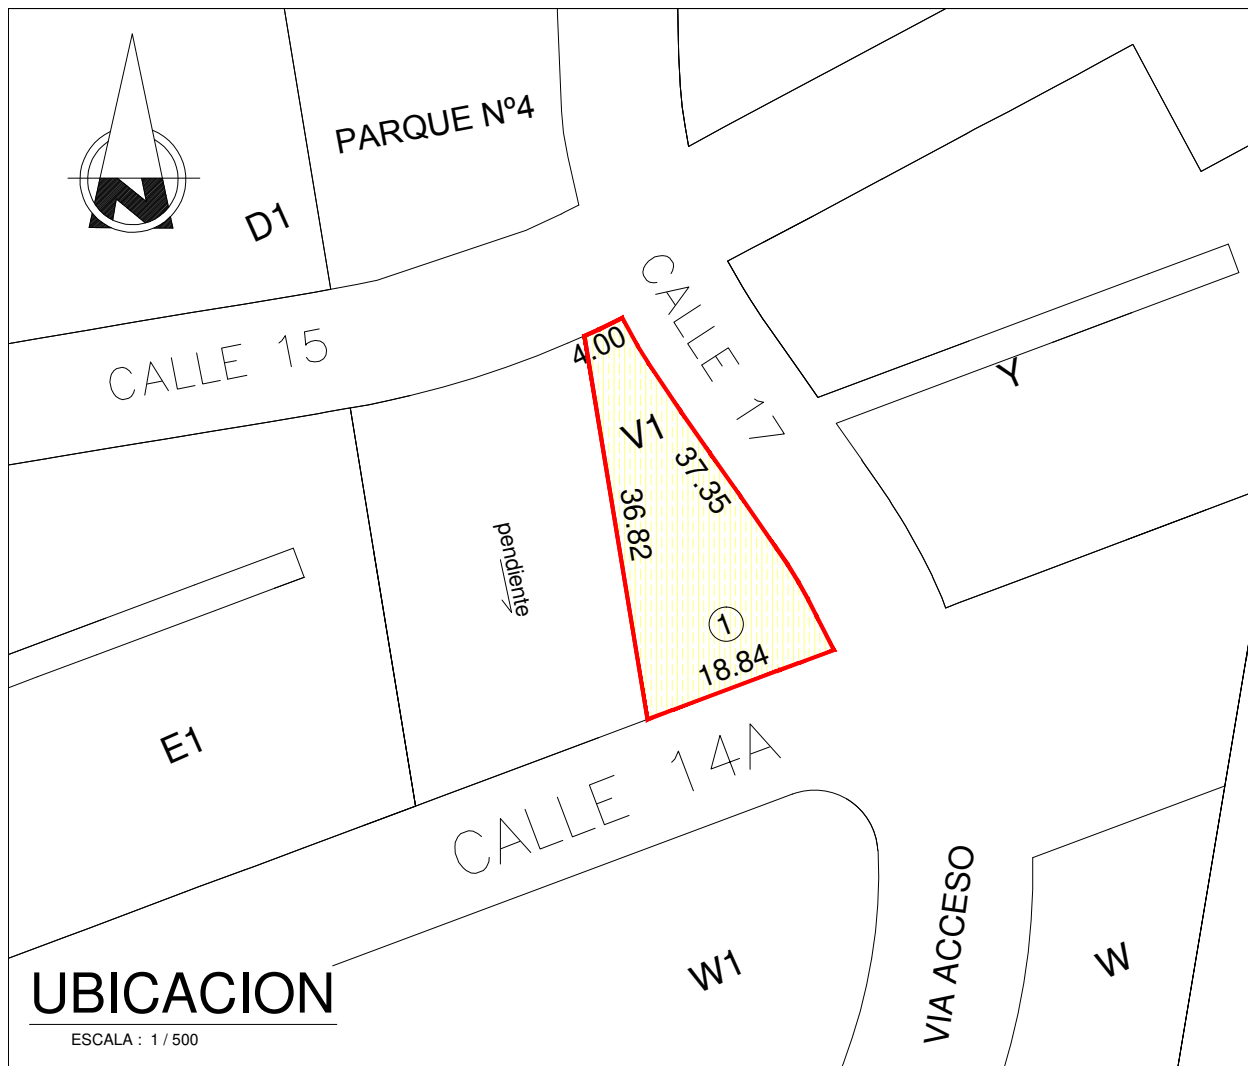 PARQUE Nº4
N
D1
CALLE 15
CALLE 17
4.00
V1
37.35
36.82
Y
pendiente
1
18.84
E1
CALLE 14A
VIA ACCESO
W1
W
UBICACION
ESCALA : 1 / 500